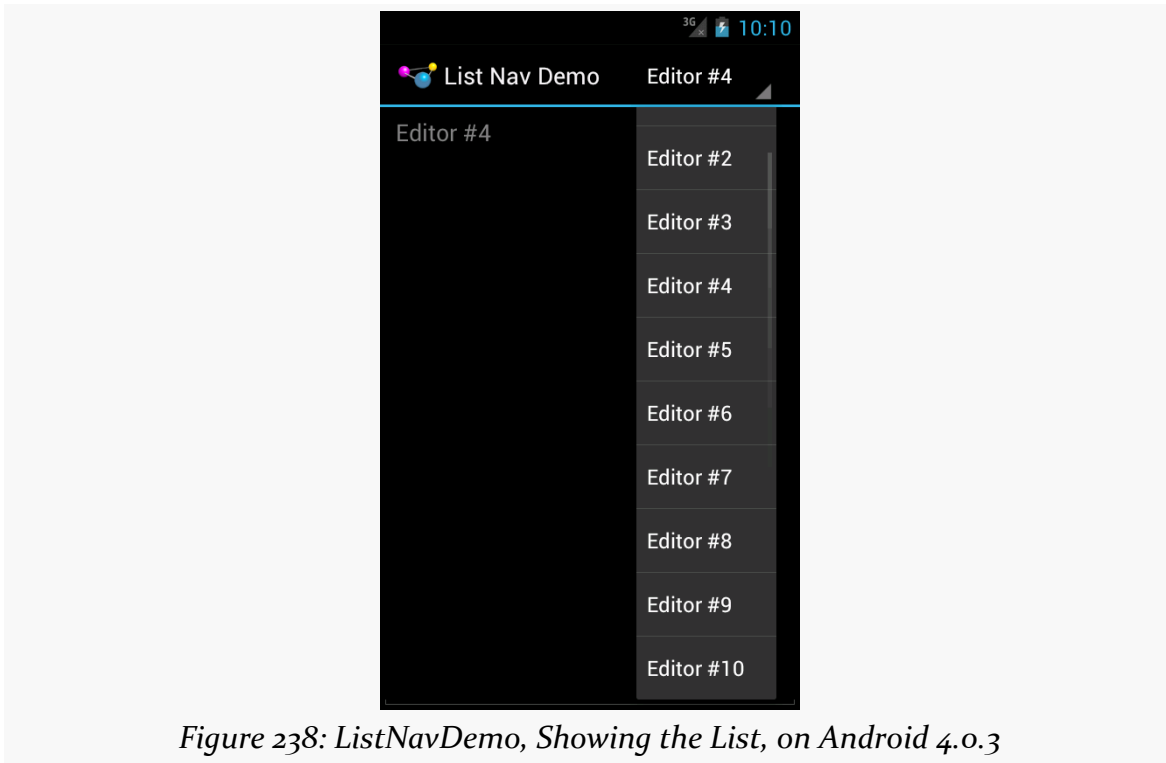 3G 10:10
List Nav Demo Editor #4
Editor #4
Editor #2
Editor #3
Editor #4
Editor #5
Editor #6
Editor #7
Editor #8
Editor #9
Editor #10
Figure 238: ListNavDemo, Showing the List, on Android 4.0.3